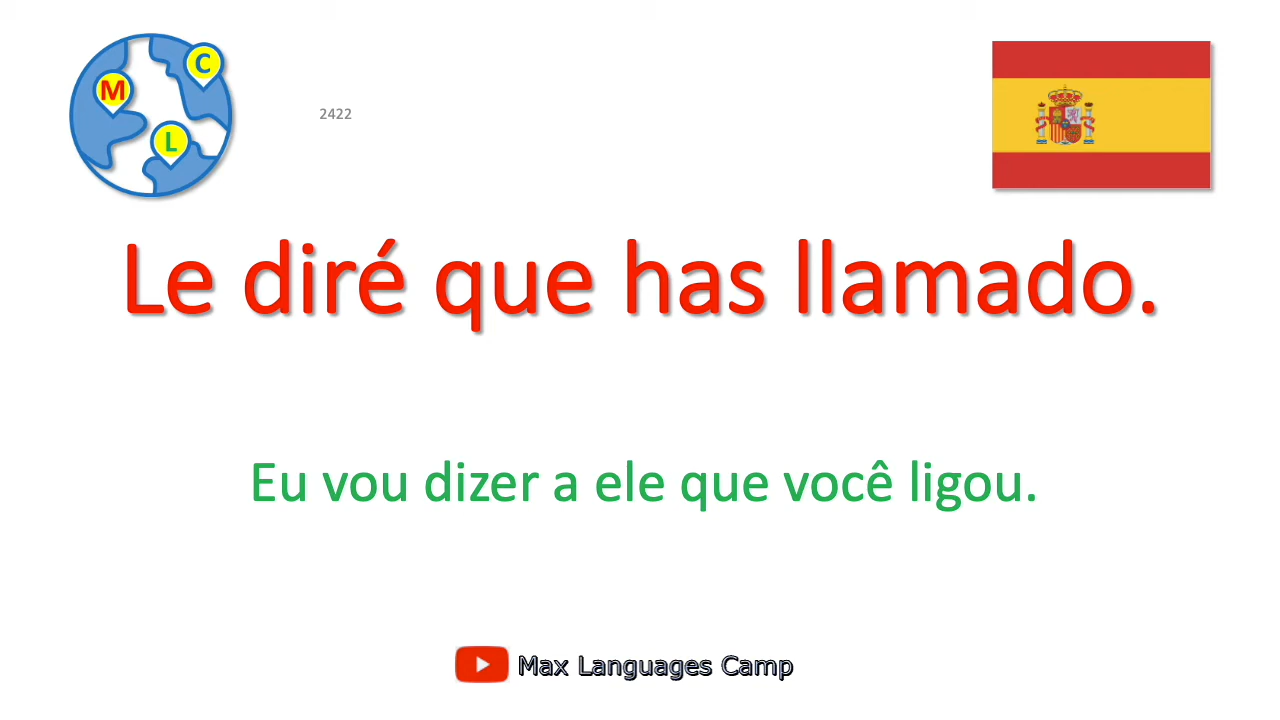 M
C
L
2422
Le diré que has llamado.
Eu vou dizer a ele que você ligou.
Max Languages Camp